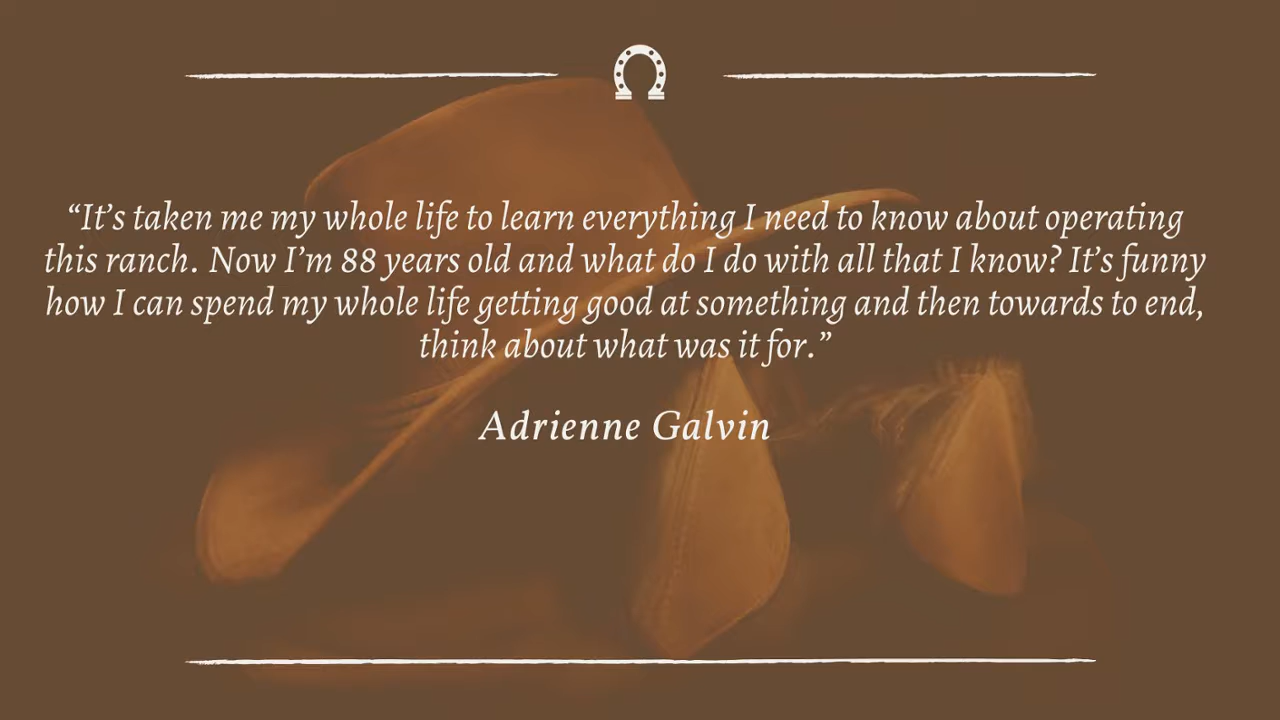 “It’s taken me my whole life to learn everything I need to know about operating
this ranch. Now I’m 88 years old and what do I do with all that I know? It’s funny
how I can spend my whole life getting good at something and then towards to end,
think about what was it for.”
Adrienne Galvin